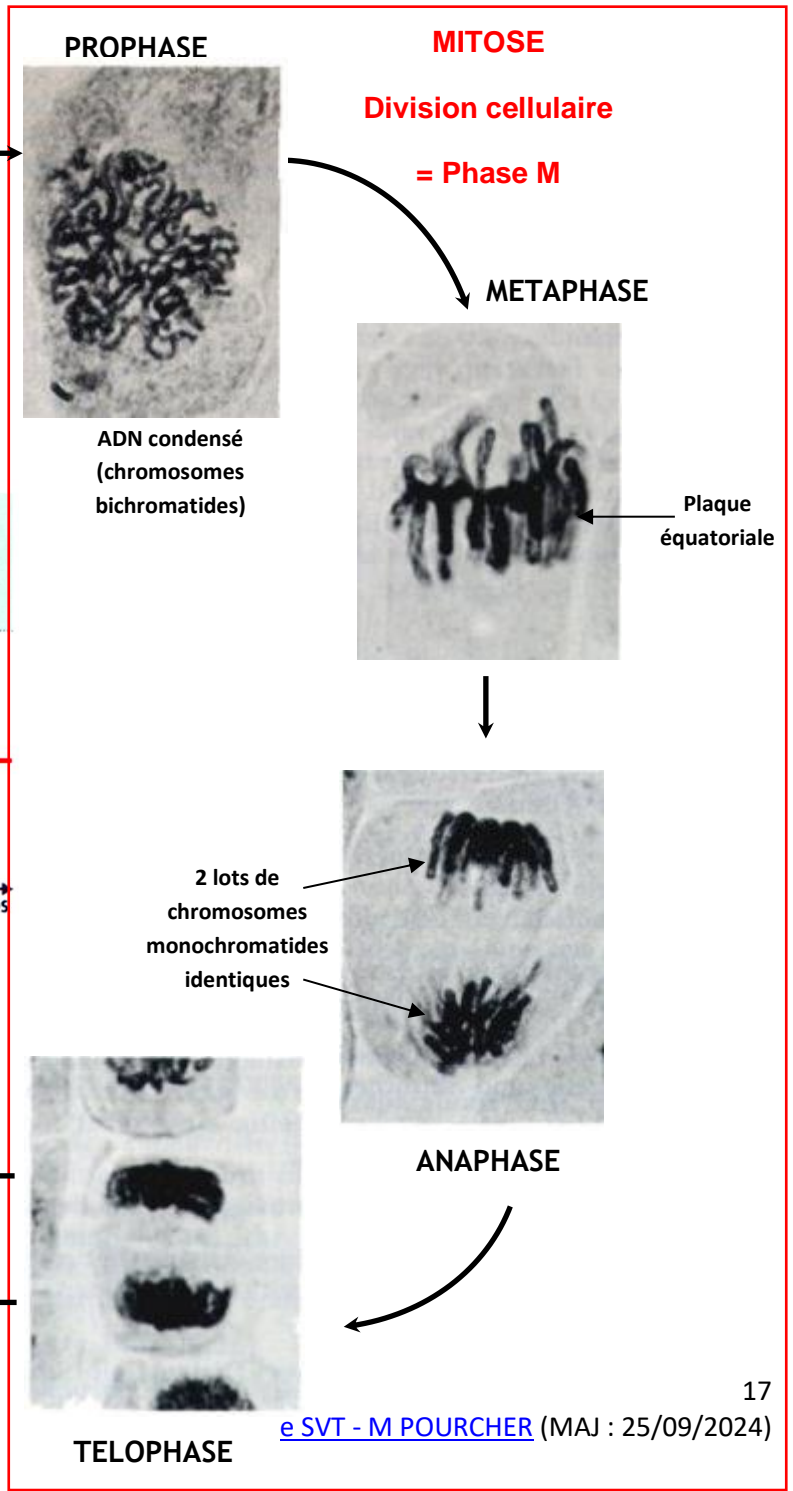 PROPHASE
MITOSE
Division cellulaire
= Phase M
METAPHASE
ADN condensé
(chromosomes
bichromatides)
Plaque
équatoriale
2 lots de
chromosomes
monochromatides
identiques
ANAPHASE
TELOPHASE
17
e SVT - M POURCHER (MAJ : 25/09/2024)